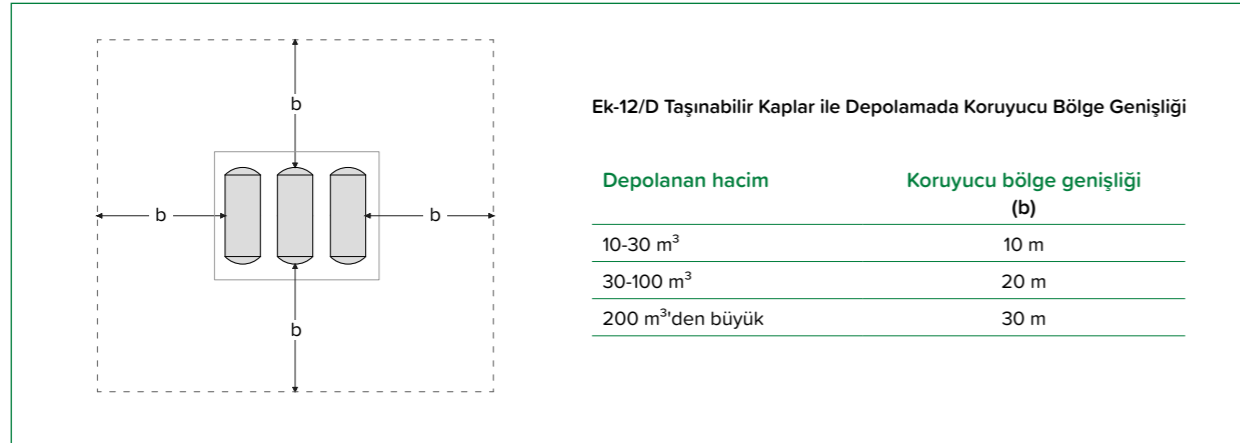 b
b
b
b
Ek-12/D Taşınabilir Kaplar ile Depolamada Koruyucu Bölge Genişliği
Depolanan hacim Koruyucu bölge genişliği
(b)
10-30 m³ 10 m
30-100 m³ 20 m
200 m³'den büyük 30 m